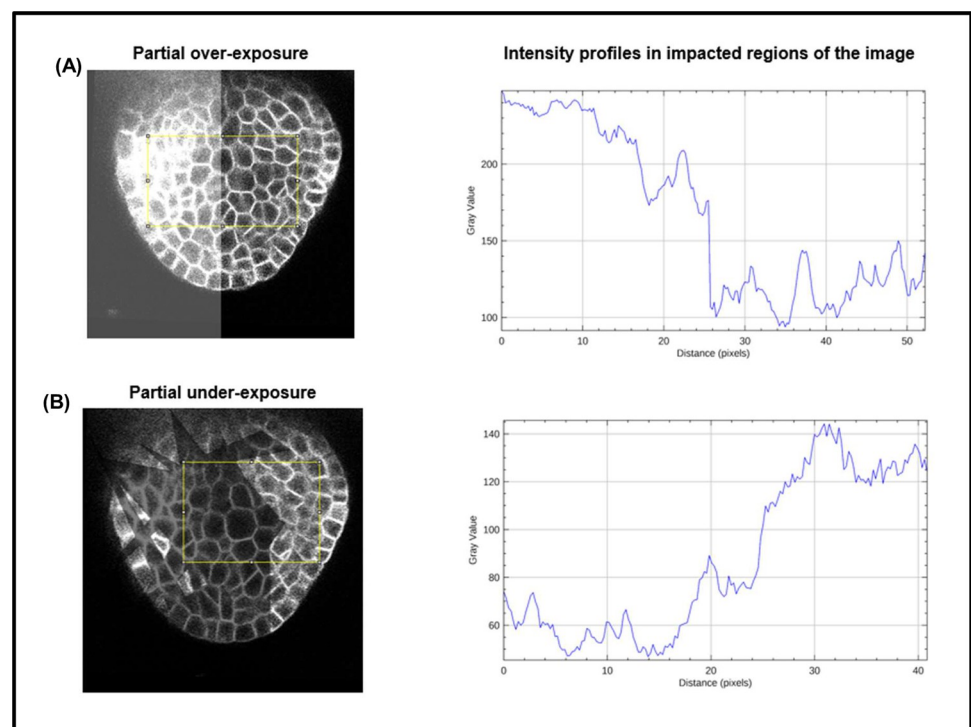 Partial over-exposure
Intensity profiles in impacted regions of the image
(A)
200
150
100
Gray Value
0 10 20 30 40 50
Distance (pixels)
Partial under-exposure
(B)
140
120
100
80
60
Gray Value
0 10 20 30 40
Distance (pixels)